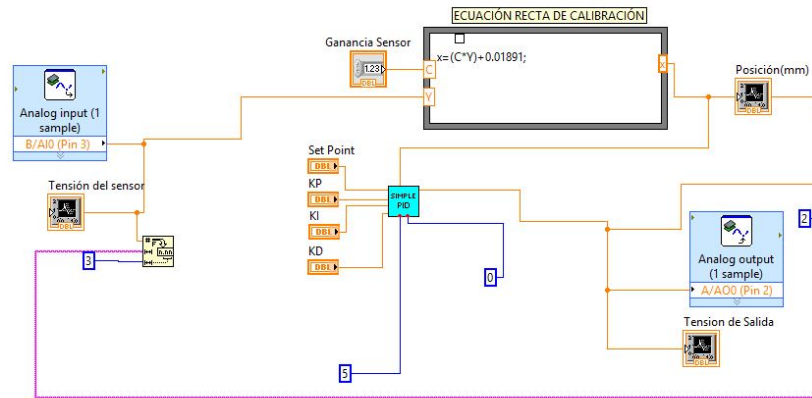 ECUACIÓN RECTA DE CALIBRACIÓN
Ganancia Sensor
1.23
DBL
C
x=(C*Y)+0.01891;
x
Y
Posición(mm)
DBL
Analog input (1
sample)
B/AI0 (Pin 3)
Tensión del sensor
DBL
3
Set Point
DBL
KP
DBL
KI
DBL
KD
DBL
SIMPLE
PID
0
5
2
Analog output
(1 sample)
A/AO0 (Pin 2)
Tension de Salida
DBL